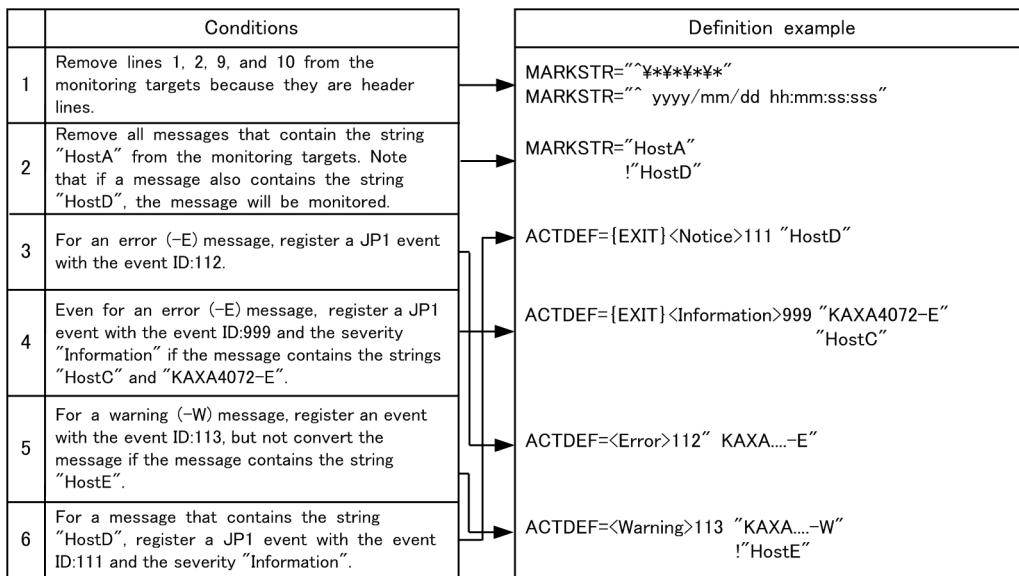 Conditions
1
Remove lines 1, 2, 9, and 10 from the
monitoring targets because they are header
lines.
2
Remove all messages that contain the string
"HostA" from the monitoring targets. Note
that if a message also contains the string
"HostD", the message will be monitored.
3
For an error (-E) message, register a JP1 event
with the event ID:112.
4
Even for an error (-E) message, register a JP1
event with the event ID:999 and the severity
"Information" if the message contains the strings
"HostC" and "KAXA4072-E".
5
For a warning (-W) message, register an event
with the event ID:113, but not convert the
message if the message contains the string
"HostE".
6
For a message that contains the string
"HostD", register a JP1 event with the event
ID:111 and the severity "Information".
Definition example
MARKSTR="^¥*¥*¥*¥*"
MARKSTR="^ yyyy/mm/dd hh:mm:ss:sss"
MARKSTR="HostA"
!"HostD"
ACTDEF={EXIT}<Notice>111 "HostD"
ACTDEF={EXIT}<Information>999 "KAXA4072-E"
"HostC"
ACTDEF=<Error>112" KAXA....-E"
ACTDEF=<Warning>113 "KAXA....-W"
!"HostE"